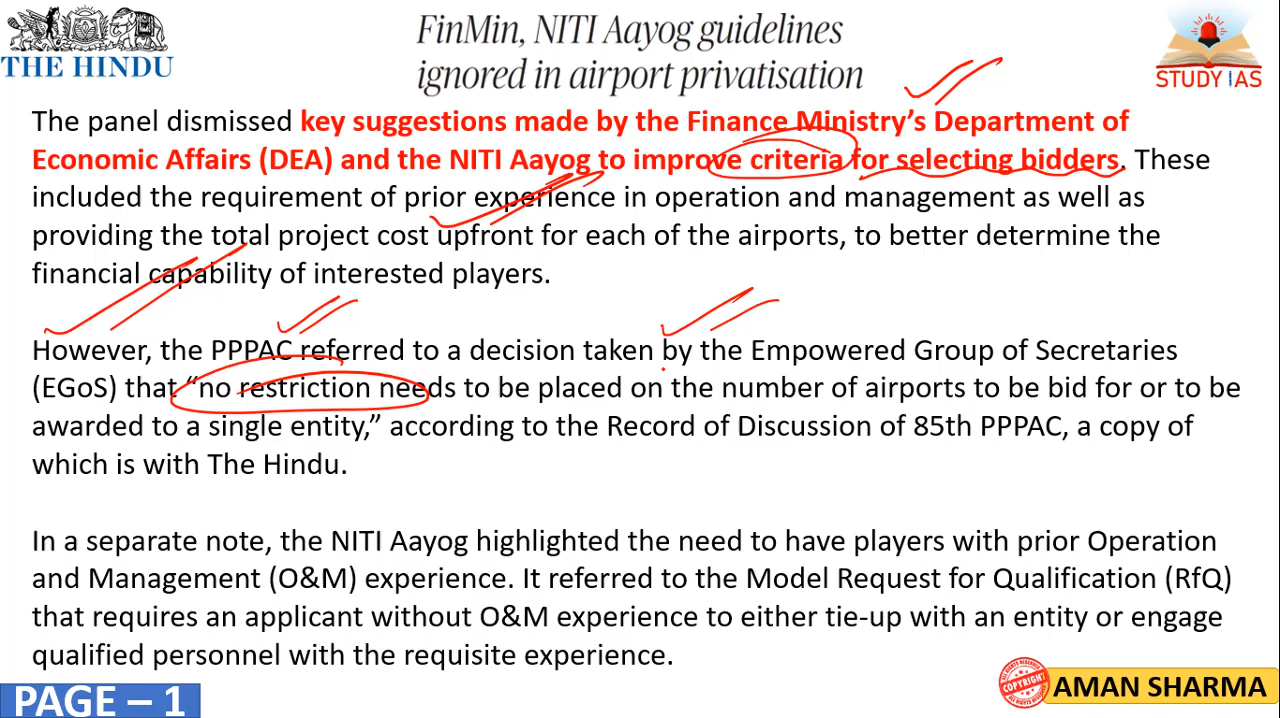 FinMin, NITI Aayog guidelines
ignored in airport privatisation
THE HINDU
STUDY IAS
The panel dismissed key suggestions made by the Finance Ministry's Department of
Economic Affairs (DEA) and the NITI Aayog to improve criteria for selecting bidders. These
included the requirement of prior experience in operation and management as well as
providing the total project cost upfront for each of the airports, to better determine the
financial capability of interested players.
However, the PPPAC referred to a decision taken by the Empowered Group of Secretaries
(EGoS) that “no restriction needs to be placed on the number of airports to be bid for or to be
awarded to a single entity,” according to the Record of Discussion of 85th PPPAC, a copy of
which is with The Hindu.
In a separate note, the NITI Aayog highlighted the need to have players with prior Operation
and Management (O&M) experience. It referred to the Model Request for Qualification (RfQ)
that requires an applicant without O&M experience to either tie-up with an entity or engage
qualified personnel with the requisite experience.
PAGE – 1
COPYRIGHT
AMAN SHARMA